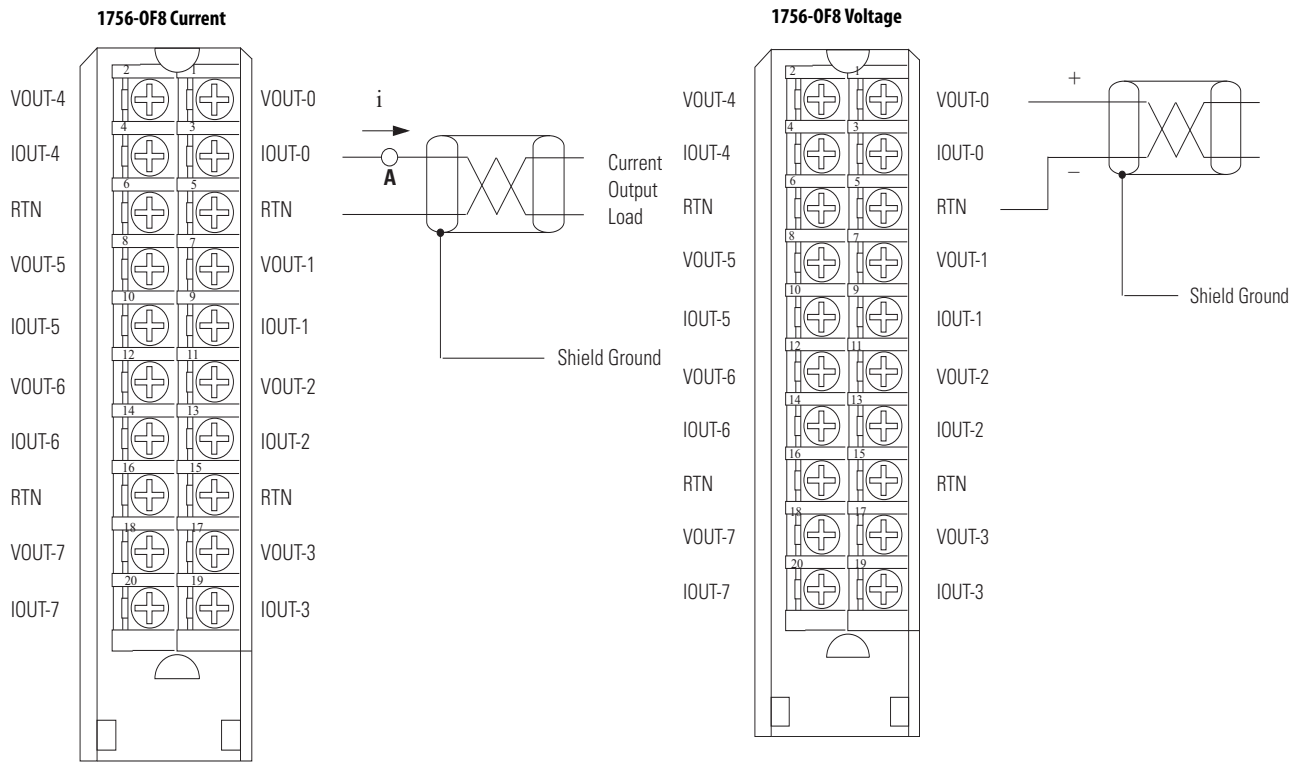 1756-OF8 Current
2 1
VOUT-4 VOUT-0
4 3
IOUT-4 IOUT-0
6 5
RTN RTN
8 7
VOUT-5 VOUT-1
10 9
IOUT-5 IOUT-1
12 11
VOUT-6 VOUT-2
14 13
IOUT-6 IOUT-2
16 15
RTN RTN
18 17
VOUT-7 VOUT-3
20 19
IOUT-7 IOUT-3
i
A
Current
Output
Load
Shield Ground
1756-OF8 Voltage
2 1
VOUT-4 VOUT-0
4 3
IOUT-4 IOUT-0
6 5
RTN RTN
8 7
VOUT-5 VOUT-1
10 9
IOUT-5 IOUT-1
12 11
VOUT-6 VOUT-2
14 13
IOUT-6 IOUT-2
16 15
RTN RTN
18 17
VOUT-7 VOUT-3
20 19
IOUT-7 IOUT-3
+
–
Shield Ground